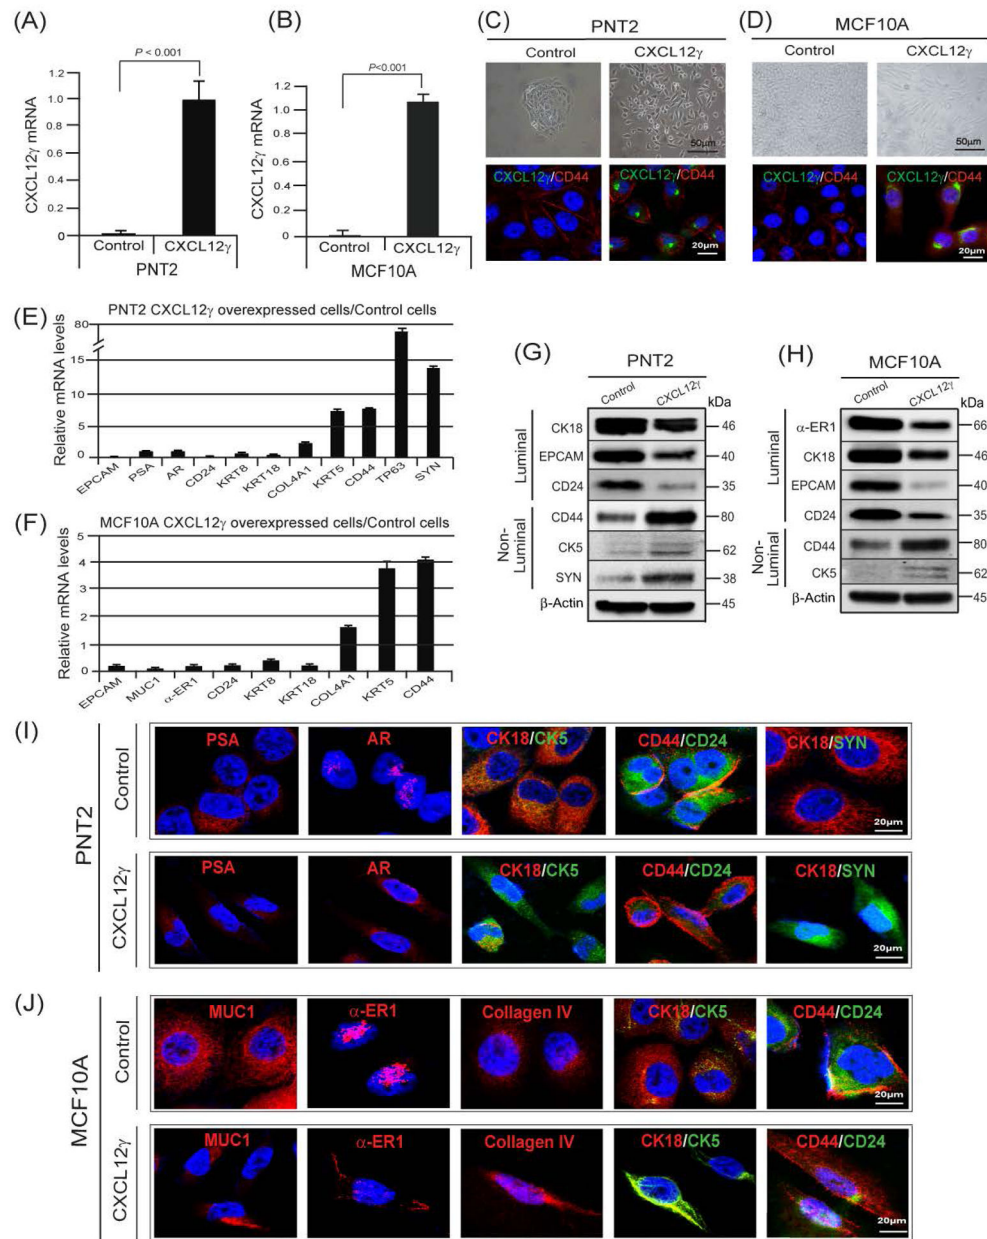 (A)
P < 0.001
CXCL12γ mRNA
1.2
1.0
0.8
0.6
0.4
0.2
0
Control
CXCL12γ
PNT2
(B)
P<0.001
CXCL12γ mRNA
1.2
1.0
0.8
0.6
0.4
0.2
0
Control
CXCL12γ
MCF10A
(C)
PNT2
Control
CXCL12γ
50μm
CXCL12γ/CD44
CXCL12γ/CD44
20μm
(D)
MCF10A
Control
CXCL12γ
50μm
CXCL12γ/CD44
CXCL12γ/CD44
20μm
(E)
PNT2 CXCL12γ overexpressed cells/Control cells
Relative mRNA levels
80
15
10
5
0
EPCAM
PSA
AR
CD24
KRT8
KRT18
COL4A1
KRT5
CD44
TP63
SYN
(F)
MCF10A CXCL12γ overexpressed cells/Control cells
Relative mRNA levels
5
4
3
2
1
0
EPCAM
MUC1
α-ER1
CD24
KRT8
KRT18
COL4A1
KRT5
CD44
(G)
PNT2
Control
CXCL12γ
kDa
Luminal
CK18
46
EPCAM
40
CD24
35
Non-
Luminal
CD44
80
CK5
62
SYN
38
β-Actin
45
(H)
MCF10A
Control
CXCL12γ
kDa
Luminal
α-ER1
66
CK18
46
EPCAM
40
CD24
35
Non-
Luminal
CD44
80
CK5
62
β-Actin
45
(I)
PNT2
Control
PSA
AR
CK18/CK5
CD44/CD24
CK18/SYN
20μm
CXCL12γ
PSA
AR
CK18/CK5
CD44/CD24
CK18/SYN
20μm
(J)
MCF10A
Control
MUC1
α-ER1
Collagen IV
CK18/CK5
CD44/CD24
20μm
CXCL12γ
MUC1
α-ER1
Collagen IV
CK18/CK5
CD44/CD24
20μm